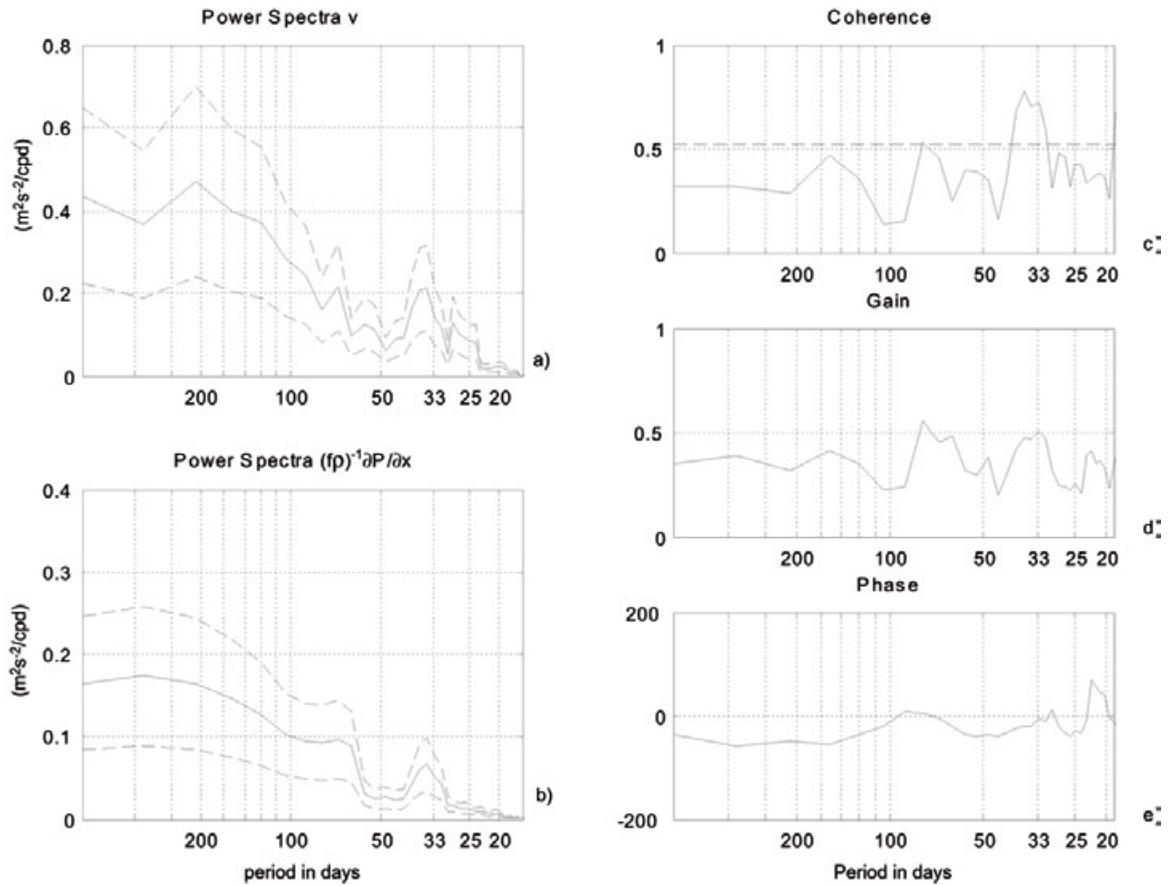 Power Spectra v
0.8
0.6
0.4
0.2
0
(m²s⁻²/cpd)
200 100 50 33 25 20
a)
Power Spectra (fρ)⁻¹∂P/∂x
0.4
0.3
0.2
0.1
0
(m²s⁻²/cpd)
200 100 50 33 25 20
b)
period in days
Coherence
1
0.5
0
200 100 50 33 25 20
c)
Gain
1
0.5
0
200 100 50 33 25 20
d)
Phase
200
0
-200
200 100 50 33 25 20
e)
Period in days